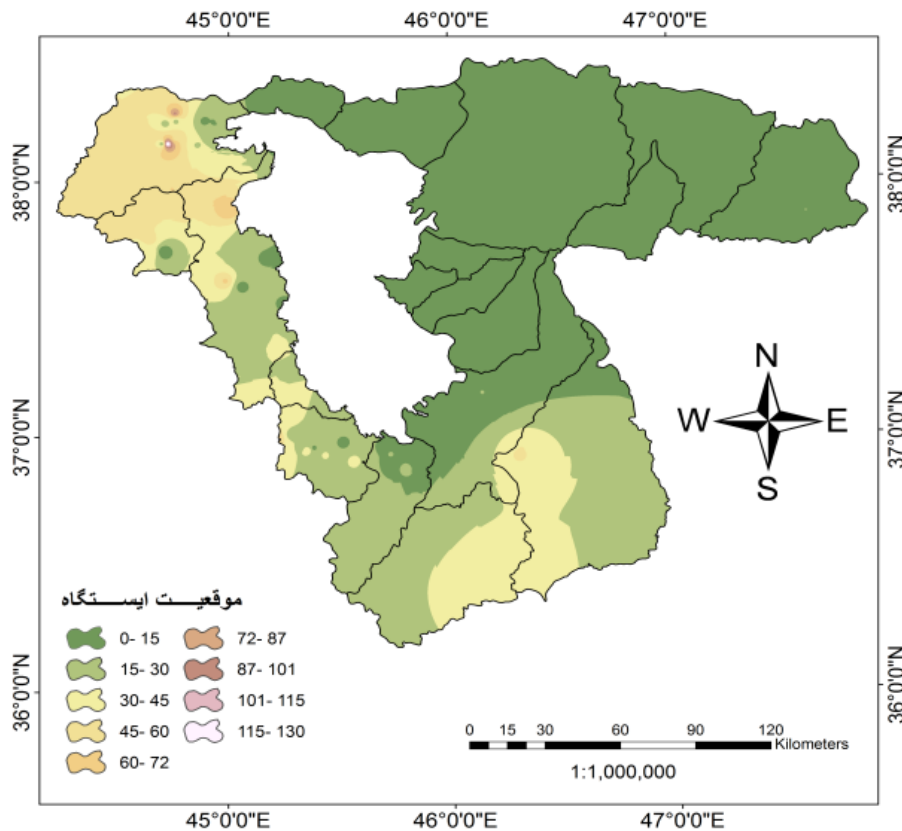 45°0'0"E 46°0'0"E 47°0'0"E
38°0'0"N 38°0'0"N
37°0'0"N 37°0'0"N
36°0'0"N 36°0'0"N
N
W E
S
موقعیـــت ایســـتگاه
0- 15 72- 87
15- 30 87- 101
30- 45 101- 115
45- 60 115- 130
60- 72
0 15 30 60 90 120
Kilometers
1:1,000,000
45°0'0"E 46°0'0"E 47°0'0"E